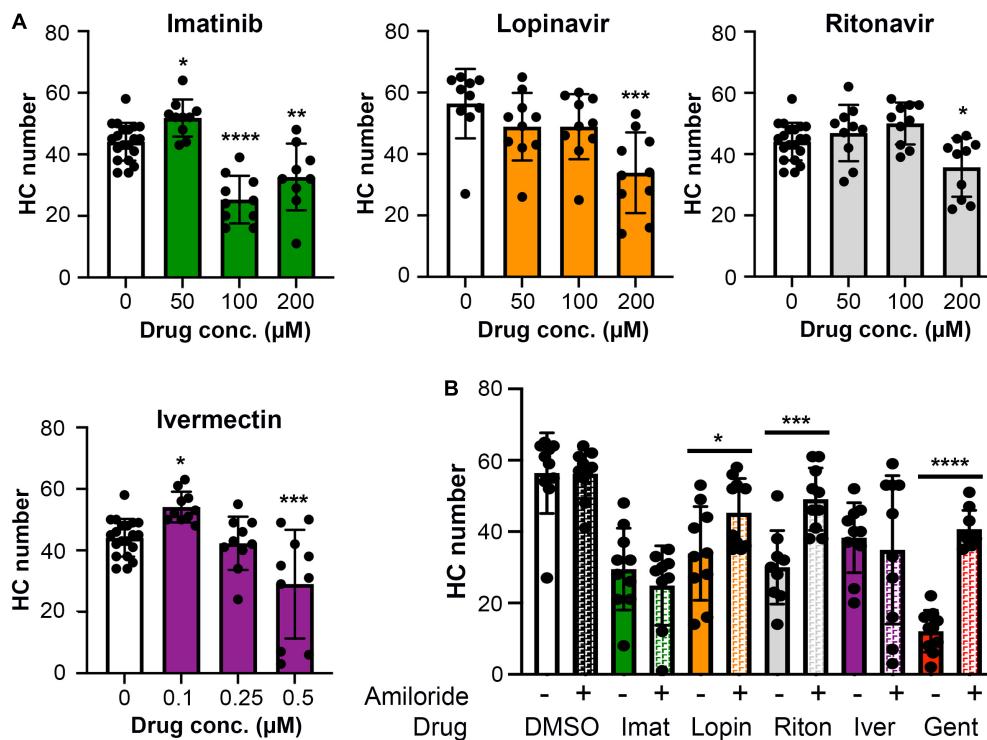 A
Imatinib
HC number
80
60
40
20
0
*
****
**
0 50 100 200
Drug conc. (µM)
Lopinavir
HC number
80
60
40
20
0
***
0 50 100 200
Drug conc. (µM)
Ritonavir
HC number
80
60
40
20
0
*
0 50 100 200
Drug conc. (µM)
Ivermectin
HC number
80
60
40
20
0
*
***
0 0.1 0.25 0.5
Drug conc. (µM)
B
HC number
80
60
40
20
0
*
***
****
Amiloride - + - + - + - + - + - +
Drug DMSO Imat Lopin Riton Iver Gent